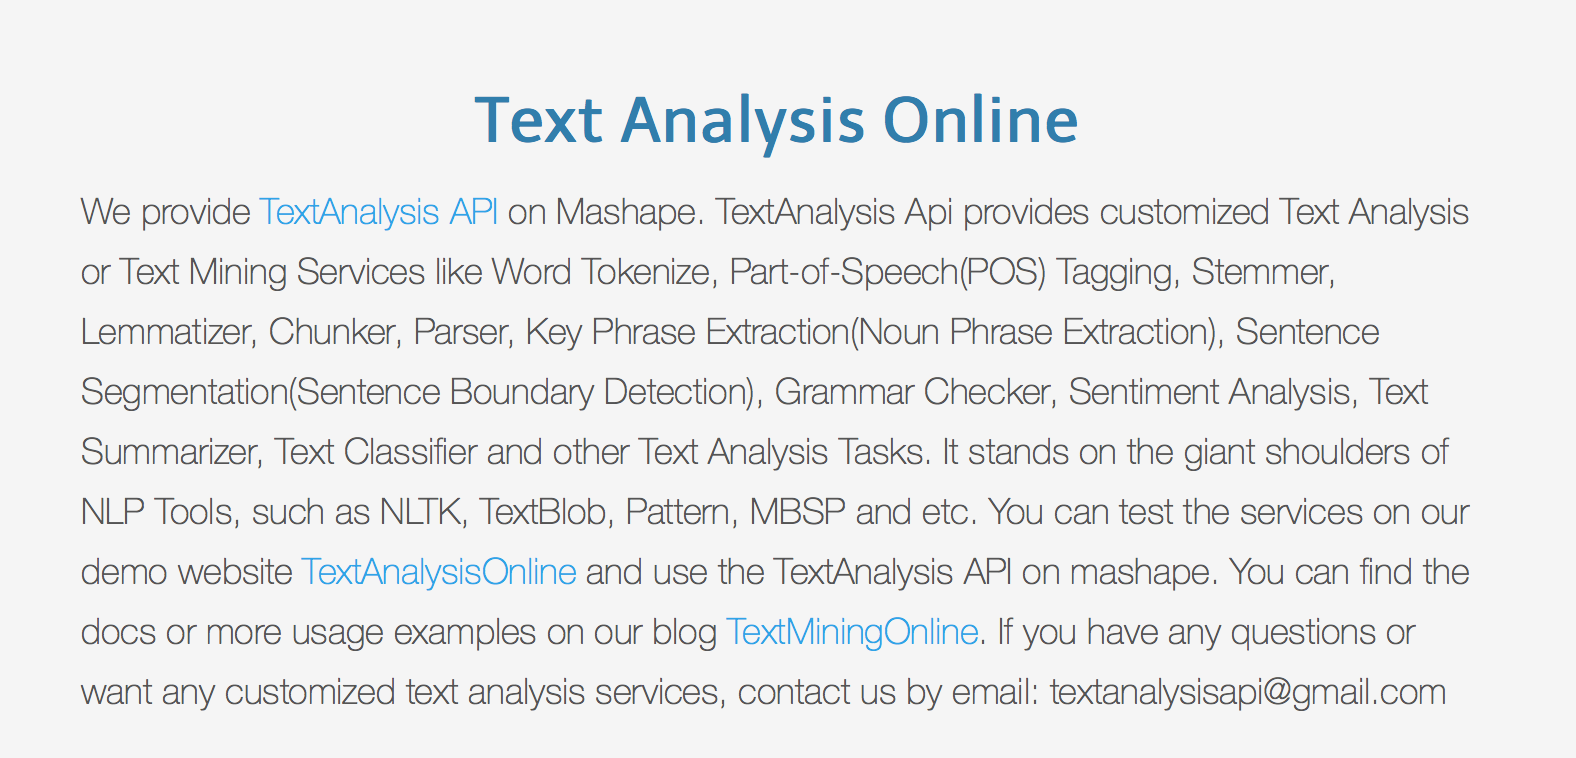 Text Analysis Online
We provide TextAnalysis API on Mashape. TextAnalysis Api provides customized Text Analysis
or Text Mining Services like Word Tokenize, Part-of-Speech(POS) Tagging, Stemmer,
Lemmatizer, Chunker, Parser, Key Phrase Extraction(Noun Phrase Extraction), Sentence
Segmentation(Sentence Boundary Detection), Grammar Checker, Sentiment Analysis, Text
Summarizer, Text Classifier and other Text Analysis Tasks. It stands on the giant shoulders of
NLP Tools, such as NLTK, TextBlob, Pattern, MBSP and etc. You can test the services on our
demo website TextAnalysisOnline and use the TextAnalysis API on mashape. You can find the
docs or more usage examples on our blog TextMiningOnline. If you have any questions or
want any customized text analysis services, contact us by email: textanalysisapi@gmail.com